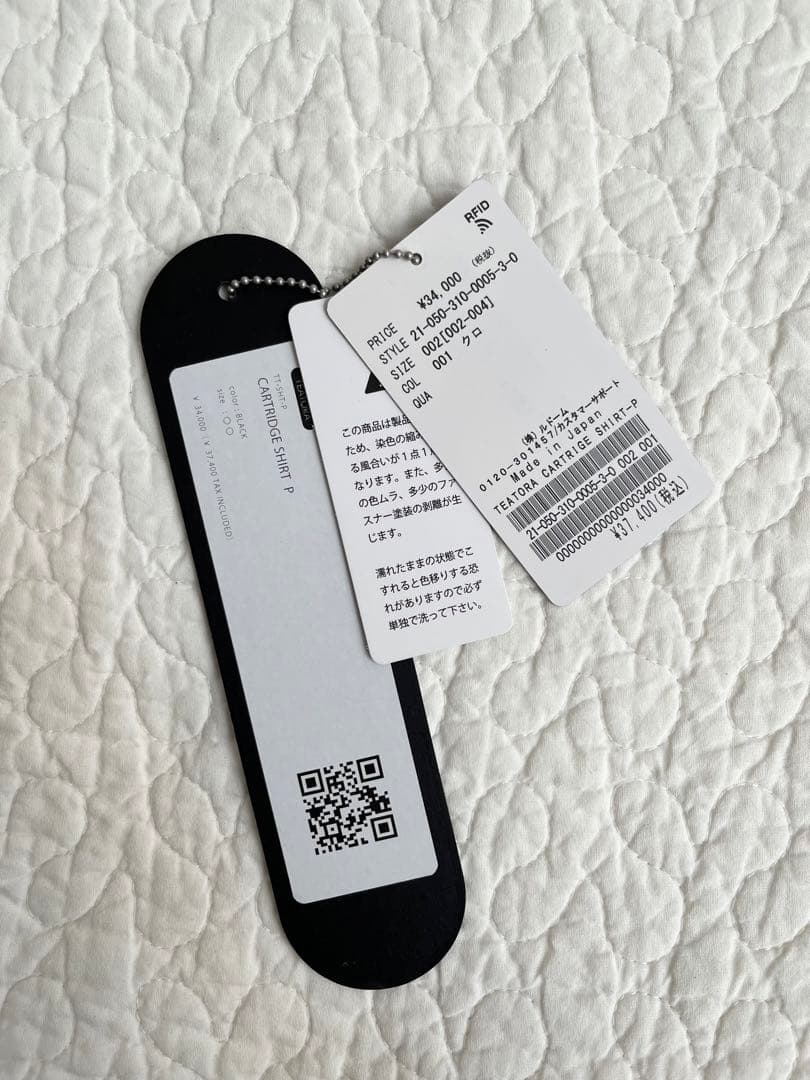 TEATORA
TT-SHT-P
CARTRIDGE SHIRT P
color : BLACK
size : ○○
¥ 34,000 ( ¥ 37,400 TAX INCLUDED)
この商品は製品
ため、染色の縮み
る風合いが1点1
なります。また、多
の色ムラ、多少のファ
スナー塗装の剥離が生
じます。
濡れたままの状態でこ
すれると色移りする恐
れがありますので必ず
単独で洗って下さい。
RFID
(税抜)
PRICE ¥34,000
STYLE 21-050-310-0005-3-0
SIZE 002[002-004]
COL 001 クロ
QUA
(株)ルドーム
0120-301457/カスタマーサポート
Made in Japan
TEATORA CARTRIGE SHIRT-P
21-050-310-0005-3-0 002 001
0000000000000034000
¥37,400(税込)